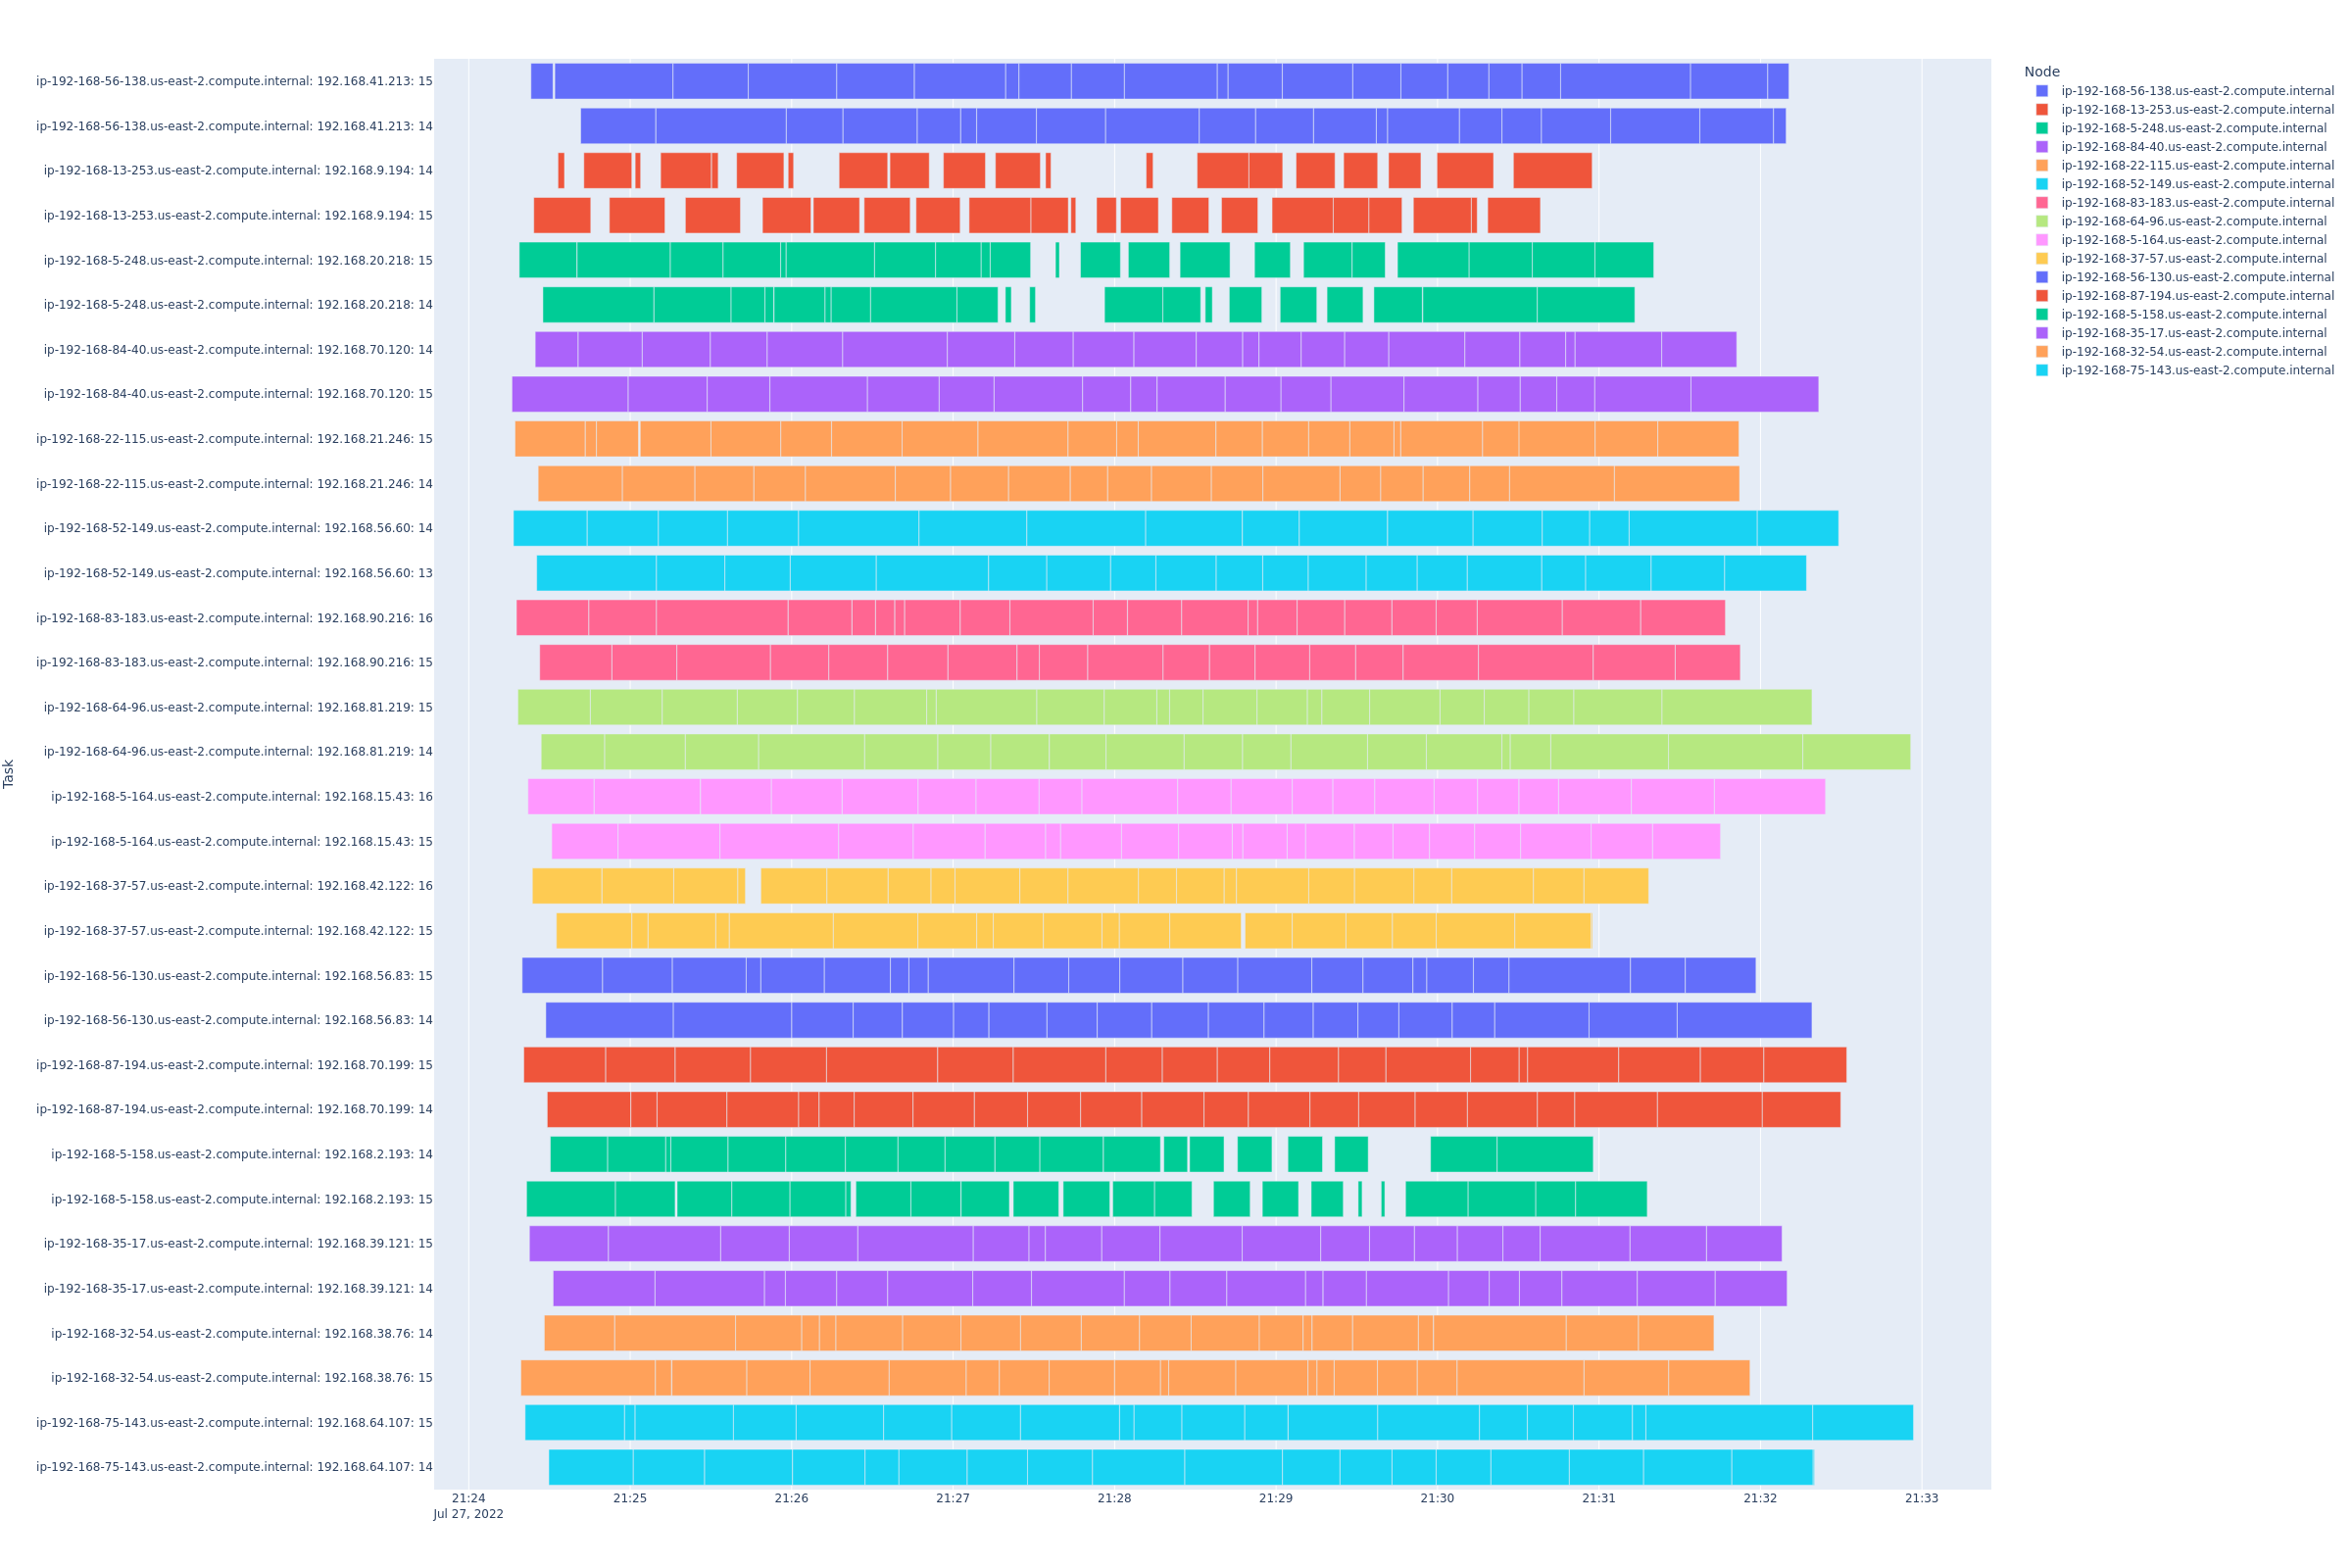 Node
ip-192-168-56-138.us-east-2.compute.internal
ip-192-168-13-253.us-east-2.compute.internal
ip-192-168-5-248.us-east-2.compute.internal
ip-192-168-84-40.us-east-2.compute.internal
ip-192-168-22-115.us-east-2.compute.internal
ip-192-168-52-149.us-east-2.compute.internal
ip-192-168-83-183.us-east-2.compute.internal
ip-192-168-64-96.us-east-2.compute.internal
ip-192-168-5-164.us-east-2.compute.internal
ip-192-168-37-57.us-east-2.compute.internal
ip-192-168-56-130.us-east-2.compute.internal
ip-192-168-87-194.us-east-2.compute.internal
ip-192-168-5-158.us-east-2.compute.internal
ip-192-168-35-17.us-east-2.compute.internal
ip-192-168-32-54.us-east-2.compute.internal
ip-192-168-75-143.us-east-2.compute.internal
Task
ip-192-168-56-138.us-east-2.compute.internal: 192.168.41.213: 15
ip-192-168-56-138.us-east-2.compute.internal: 192.168.41.213: 14
ip-192-168-13-253.us-east-2.compute.internal: 192.168.9.194: 14
ip-192-168-13-253.us-east-2.compute.internal: 192.168.9.194: 15
ip-192-168-5-248.us-east-2.compute.internal: 192.168.20.218: 15
ip-192-168-5-248.us-east-2.compute.internal: 192.168.20.218: 14
ip-192-168-84-40.us-east-2.compute.internal: 192.168.70.120: 14
ip-192-168-84-40.us-east-2.compute.internal: 192.168.70.120: 15
ip-192-168-22-115.us-east-2.compute.internal: 192.168.21.246: 15
ip-192-168-22-115.us-east-2.compute.internal: 192.168.21.246: 14
ip-192-168-52-149.us-east-2.compute.internal: 192.168.56.60: 14
ip-192-168-52-149.us-east-2.compute.internal: 192.168.56.60: 13
ip-192-168-83-183.us-east-2.compute.internal: 192.168.90.216: 16
ip-192-168-83-183.us-east-2.compute.internal: 192.168.90.216: 15
ip-192-168-64-96.us-east-2.compute.internal: 192.168.81.219: 15
ip-192-168-64-96.us-east-2.compute.internal: 192.168.81.219: 14
ip-192-168-5-164.us-east-2.compute.internal: 192.168.15.43: 16
ip-192-168-5-164.us-east-2.compute.internal: 192.168.15.43: 15
ip-192-168-37-57.us-east-2.compute.internal: 192.168.42.122: 16
ip-192-168-37-57.us-east-2.compute.internal: 192.168.42.122: 15
ip-192-168-56-130.us-east-2.compute.internal: 192.168.56.83: 15
ip-192-168-56-130.us-east-2.compute.internal: 192.168.56.83: 14
ip-192-168-87-194.us-east-2.compute.internal: 192.168.70.199: 15
ip-192-168-87-194.us-east-2.compute.internal: 192.168.70.199: 14
ip-192-168-5-158.us-east-2.compute.internal: 192.168.2.193: 14
ip-192-168-5-158.us-east-2.compute.internal: 192.168.2.193: 15
ip-192-168-35-17.us-east-2.compute.internal: 192.168.39.121: 15
ip-192-168-35-17.us-east-2.compute.internal: 192.168.39.121: 14
ip-192-168-32-54.us-east-2.compute.internal: 192.168.38.76: 14
ip-192-168-32-54.us-east-2.compute.internal: 192.168.38.76: 15
ip-192-168-75-143.us-east-2.compute.internal: 192.168.64.107: 15
ip-192-168-75-143.us-east-2.compute.internal: 192.168.64.107: 14
21:24 21:25 21:26 21:27 21:28 21:29 21:30 21:31 21:32 21:33
Jul 27, 2022